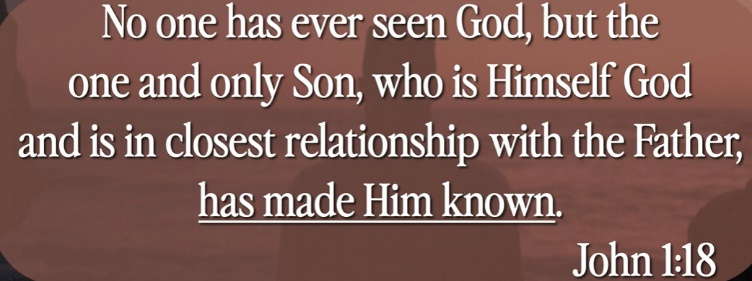 No one has ever seen God, but the
one and only Son, who is Himself God
and is in closest relationship with the Father,
has made Him known.
John 1:18